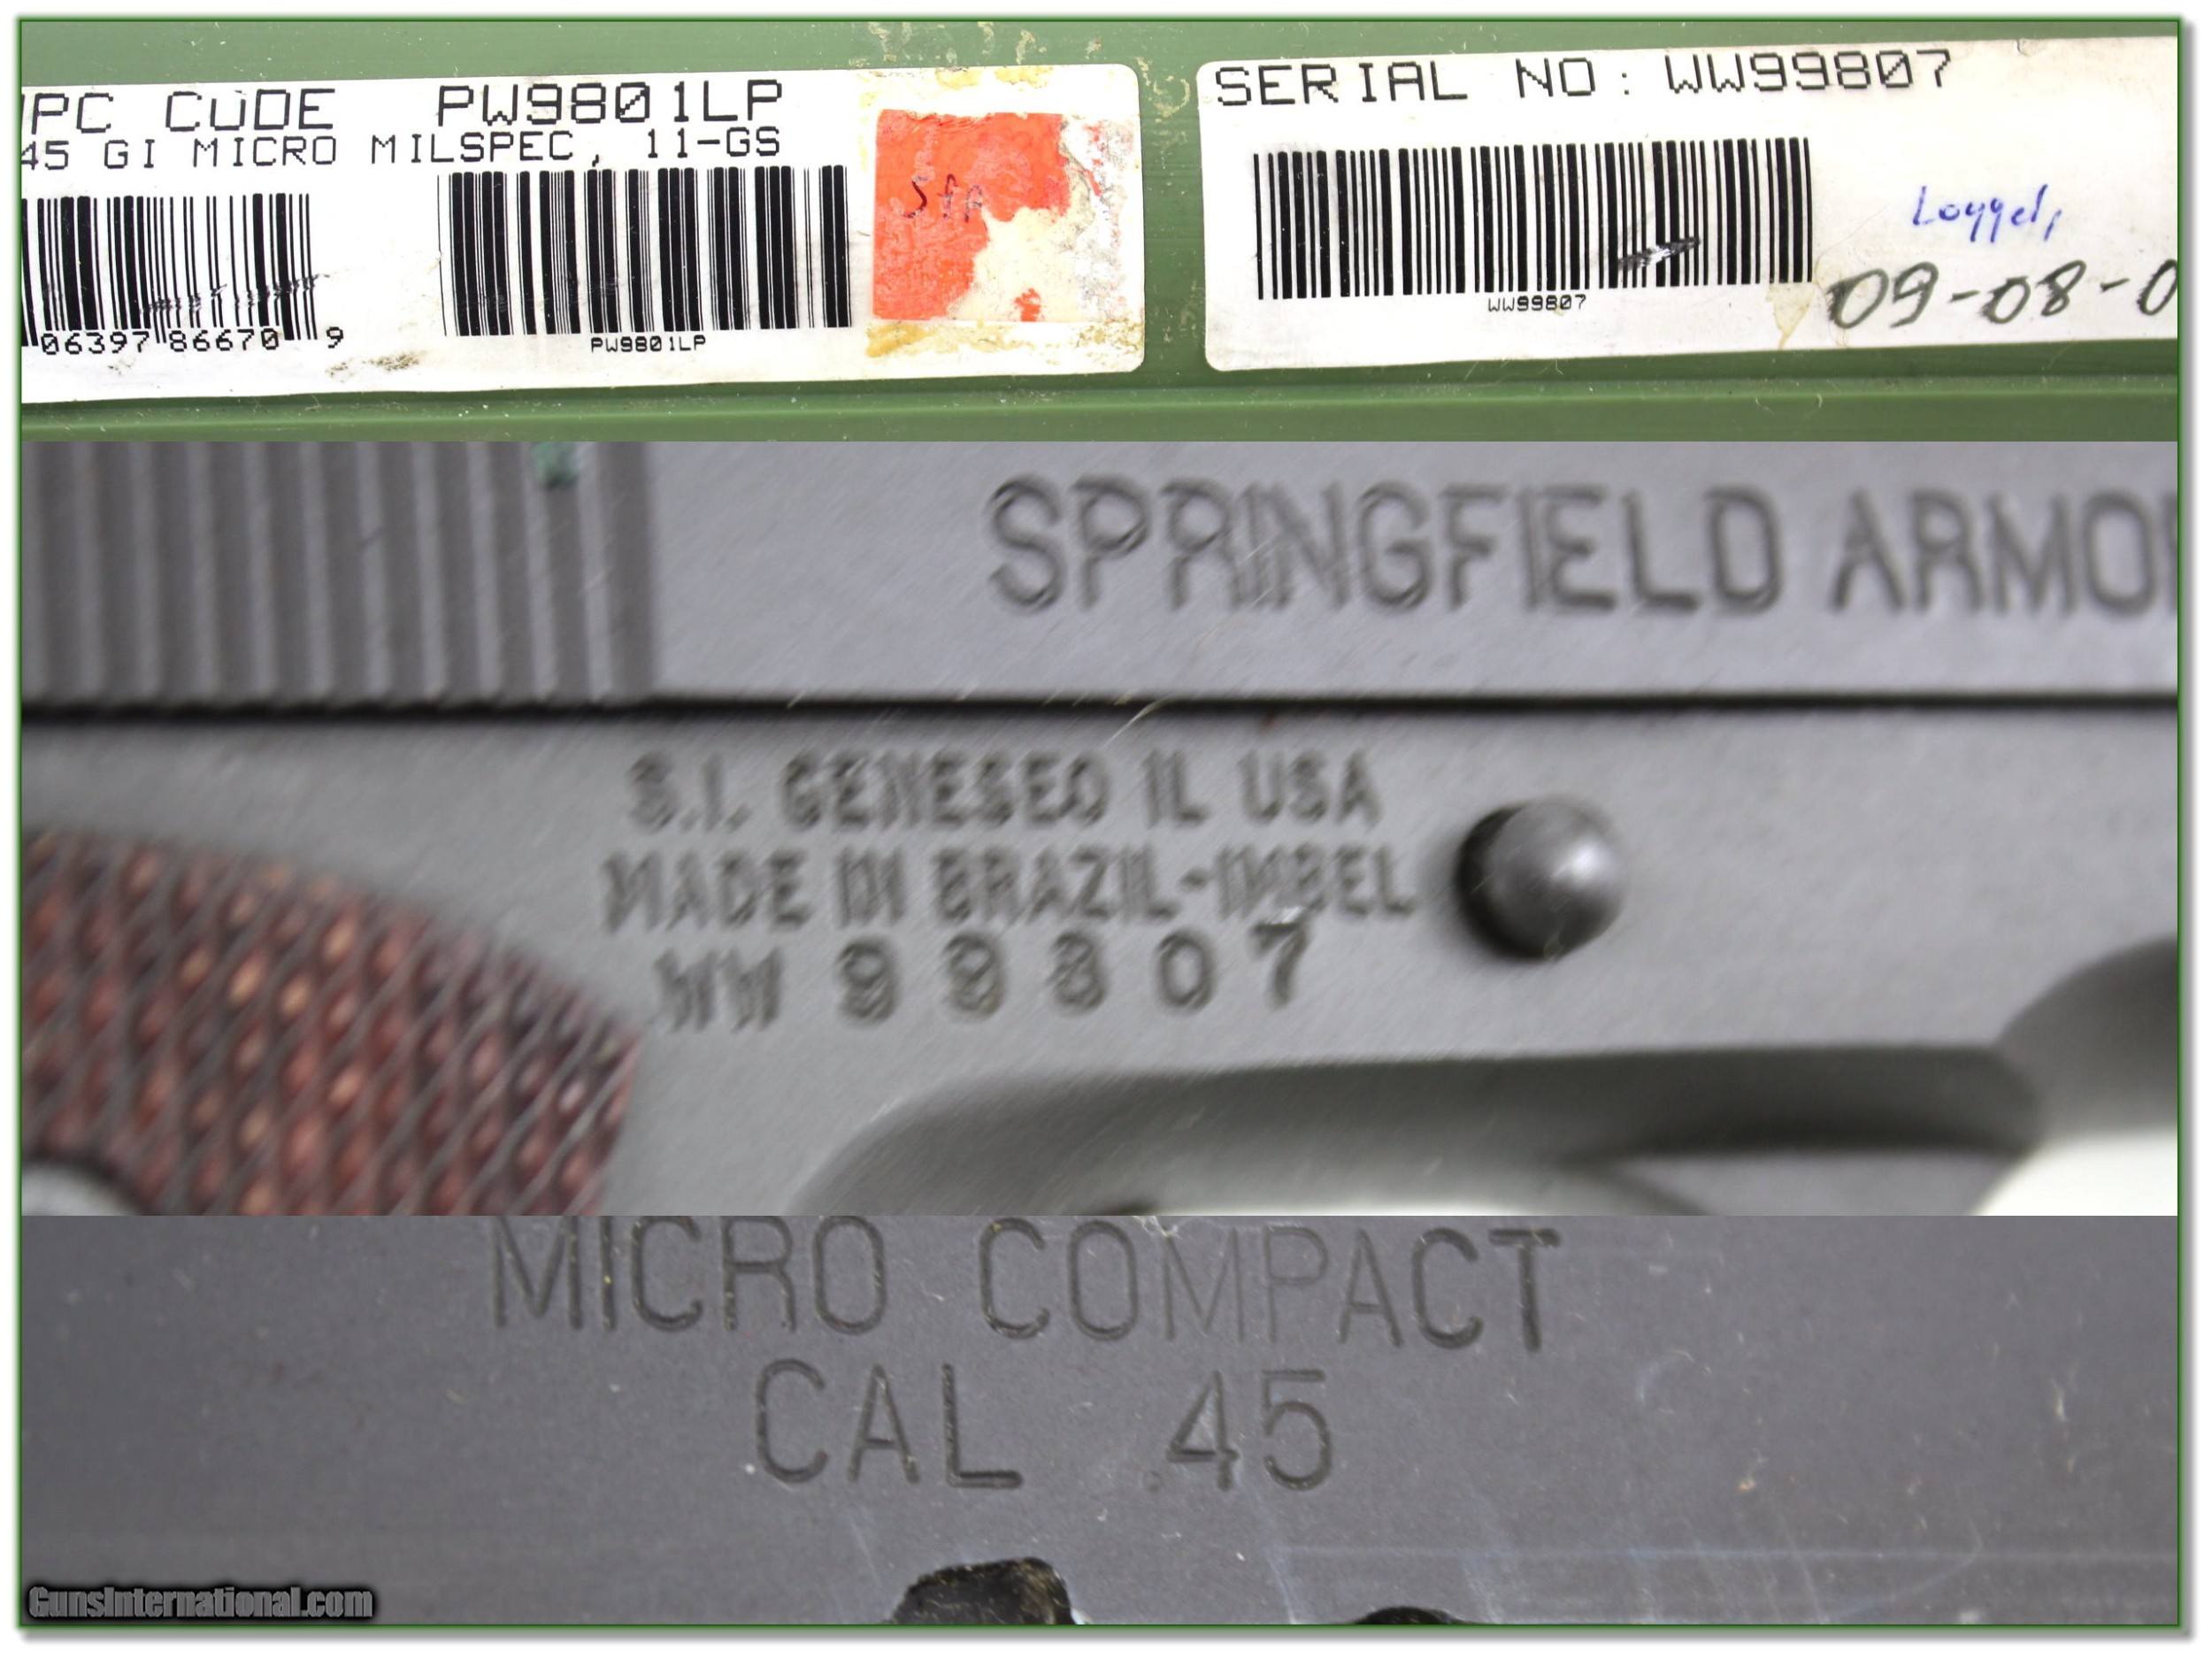 UPC CODE PW9801LP
45 GI MICRO MILSPEC, 11-GS
06397 86670 9
PW9801LP
SERIAL NO: WW99807
WW99807
Logged,
09-08-0
SPRINGFIELD ARMO
S.I. GENESEO IL USA
MADE IN BRAZIL-IMBEL
WW 99807
MICRO COMPACT
CAL 45
GunsInternational.com